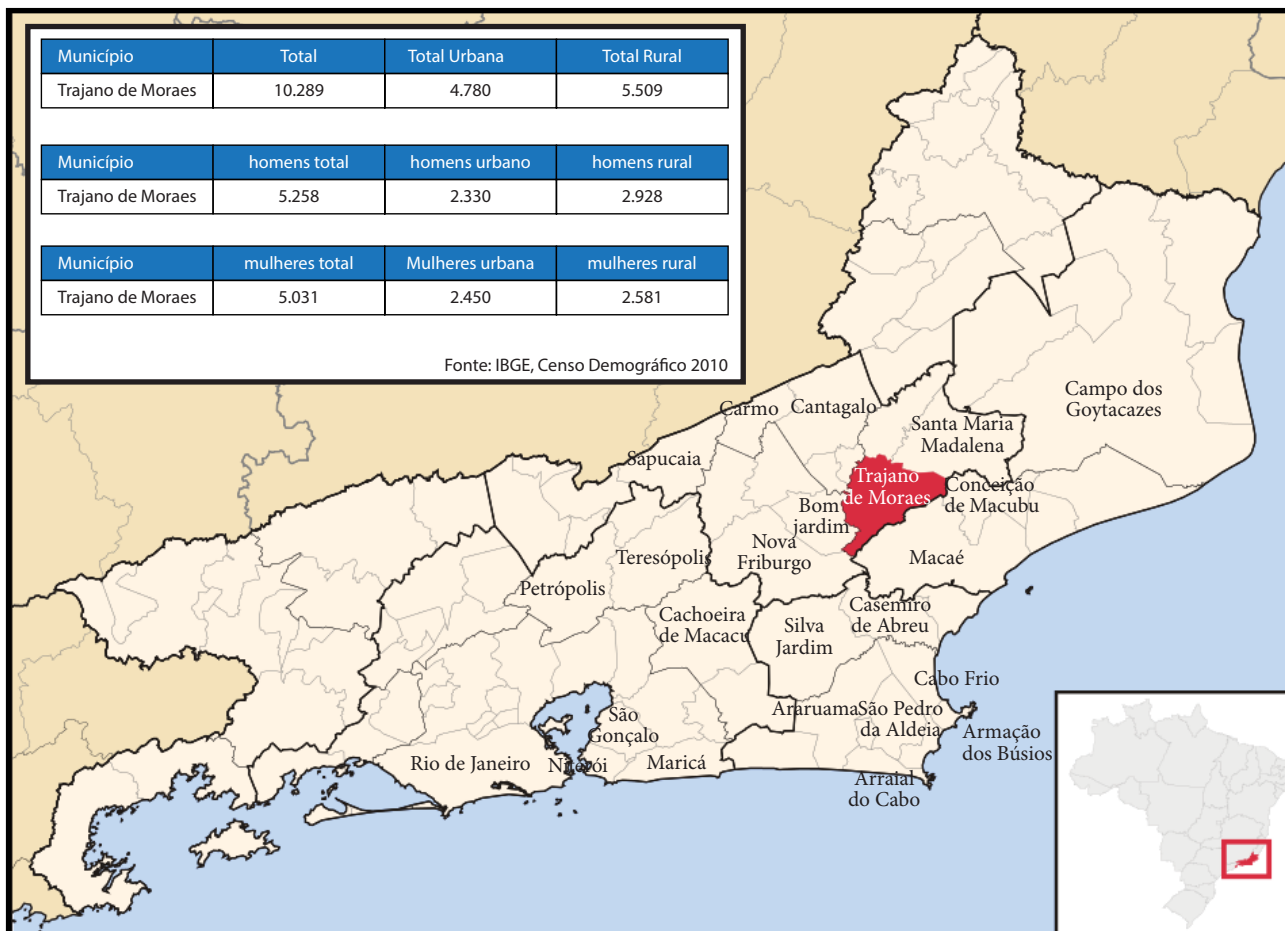 Município Total Total Urbana Total Rural
Trajano de Moraes 10.289 4.780 5.509
Município homens total homens urbano homens rural
Trajano de Moraes 5.258 2.330 2.928
Município mulheres total Mulheres urbana mulheres rural
Trajano de Moraes 5.031 2.450 2.581
Fonte: IBGE, Censo Demográfico 2010
Campo dos
Goytacazes
Carmo
Cantagalo
Santa Maria
Madalena
Sapucaia
Trajano
de Moraes
Conceição
de Macubu
Bom
jardim
Nova
Friburgo
Macaé
Teresópolis
Petrópolis
Cachoeira
de Macacu
Silva
Jardim
Casemiro
de Abreu
Cabo Frio
Araruama
São Pedro
da Aldeia
Armação
dos Búsios
São
Gonçalo
Rio de Janeiro
Niterói
Maricá
Arraial
do Cabo